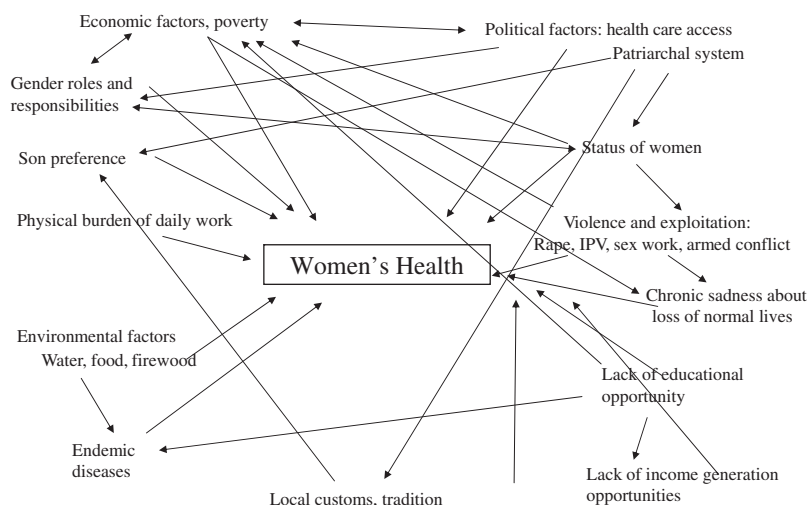 Economic factors, poverty
Political factors: health care access
Patriarchal system
Gender roles and
responsibilities
Son preference
Status of women
Physical burden of daily work
Violence and exploitation:
Rape, IPV, sex work, armed conflict
Women's Health
Chronic sadness about
loss of normal lives
Environmental factors
Water, food, firewood
Lack of educational
opportunity
Endemic
diseases
Lack of income generation
opportunities
Local customs, tradition